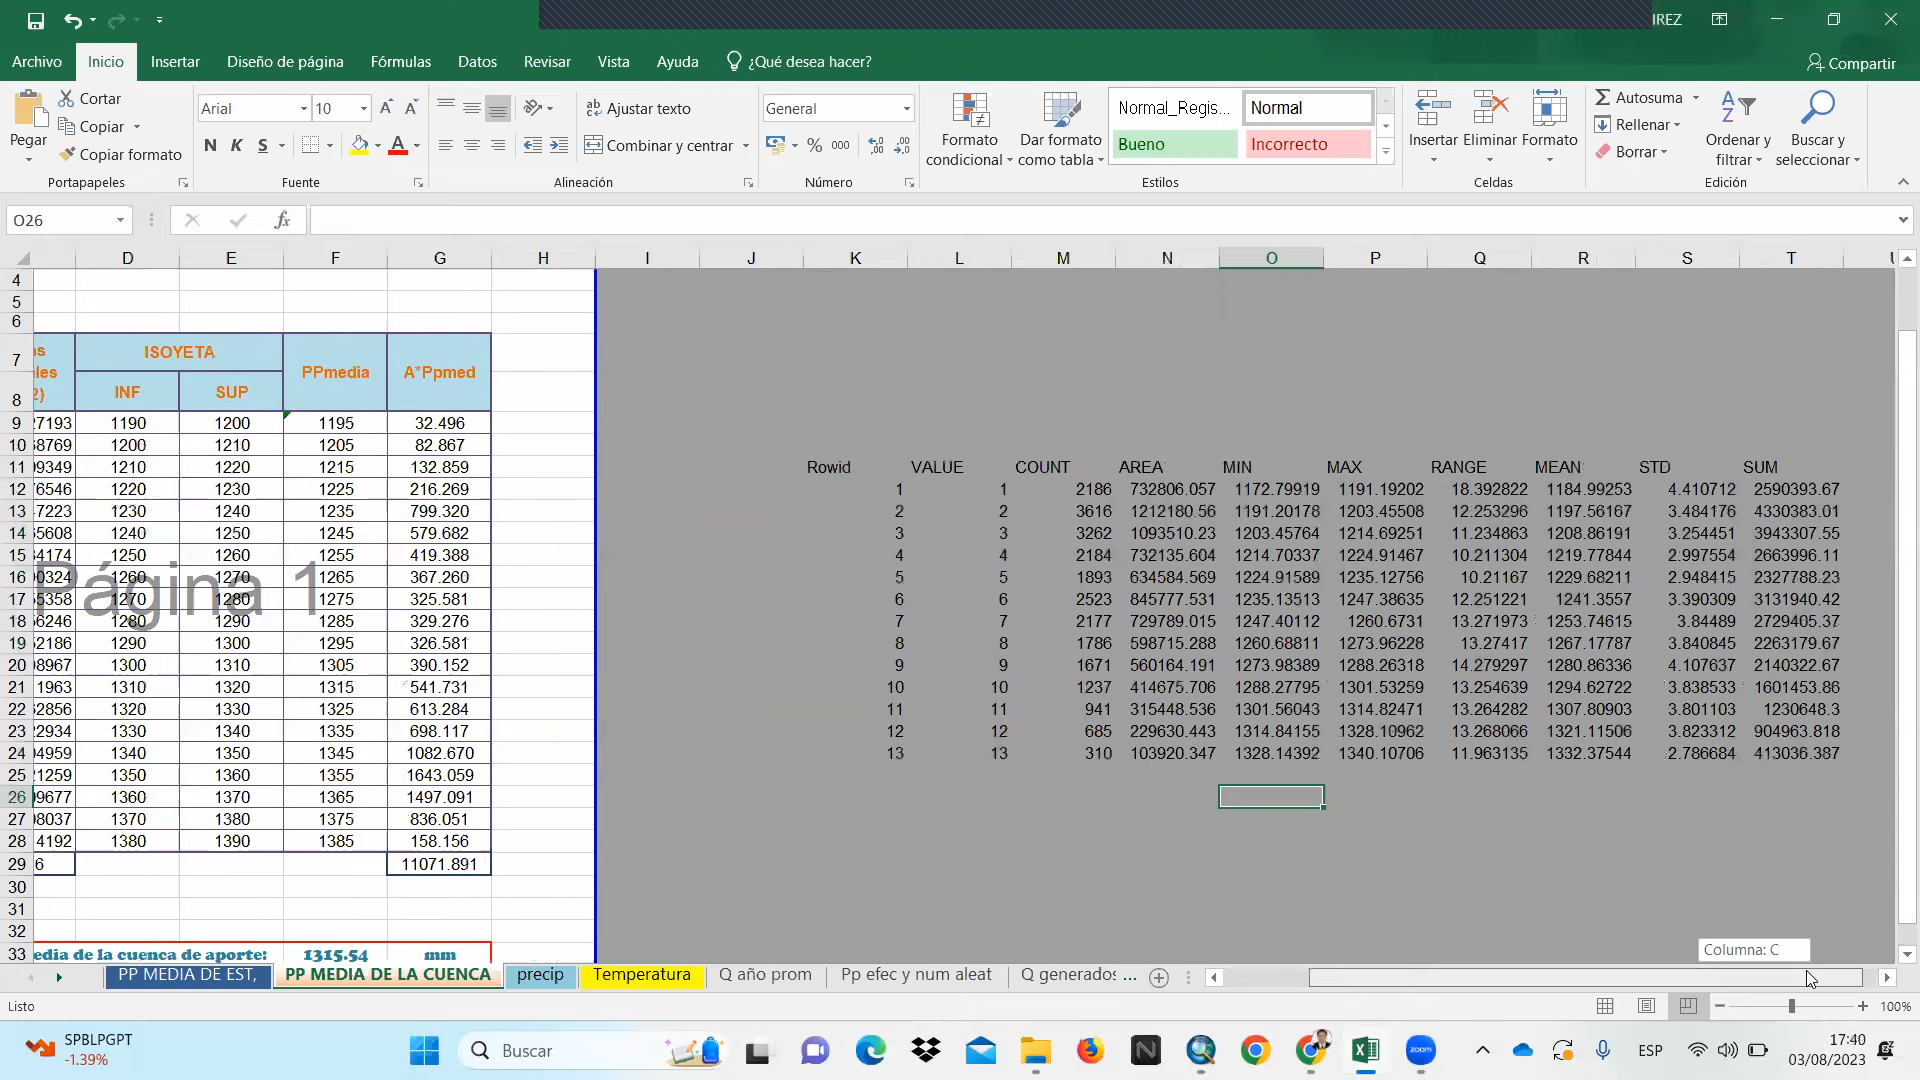 IREZ
Archivo Inicio Insertar Diseño de página Fórmulas Datos Revisar Vista Ayuda ¿Qué desea hacer? Compartir
Pegar Cortar Copiar Copiar formato
Arial 10 N K S
Ajustar texto
Combinar y centrar
General
% 000
Formato condicional Dar formato como tabla
Normal_Regis... Normal
Bueno Incorrecto
Insertar Eliminar Formato
Autosuma
Rellenar
Borrar
Ordenar y filtrar Buscar y seleccionar
Portapapeles Fuente Alineación Número Estilos Celdas Edición
O26 fx
D E F G H I J K L M N O P Q R S T
4
5
6
7 ISOYETA PPmedia A*Ppmed
8 INF SUP
9 27193 1190 1200 1195 32.496
10 1200 1210 1205 82.867
11 1210 1220 1215 132.859 Rowid VALUE COUNT AREA MIN MAX RANGE MEAN STD SUM
12 1220 1230 1225 216.269 1 1 2186 732806.057 1172.79919 1191.19202 18.392822 1184.99253 4.410712 2590393.67
13 1230 1240 1235 799.320 2 2 3616 1212180.56 1191.20178 1203.45508 12.253296 1197.56167 3.484176 4330383.01
14 1240 1250 1245 579.682 3 3 3262 1093510.23 1203.45764 1214.69251 11.234863 1208.86191 3.254451 3943307.55
15 1250 1260 1255 419.388 4 4 2184 732135.604 1214.70337 1224.91467 10.211304 1219.77844 2.997554 2663996.11
16 1260 1270 1265 367.260 5 5 1893 634584.569 1224.91589 1235.12756 10.21167 1229.68211 2.948415 2327788.23
Página 1
17 1270 1280 1275 325.581 6 6 2523 845777.531 1235.13513 1247.38635 12.251221 1241.3557 3.390309 3131940.42
18 1280 1290 1285 329.276 7 7 2177 729789.015 1247.40112 1260.6731 13.271973 1253.74615 3.84489 2729405.37
19 1290 1300 1295 326.581 8 8 1786 598715.288 1260.68811 1273.96228 13.27417 1267.17787 3.840845 2263179.67
20 1300 1310 1305 390.152 9 9 1671 560164.191 1273.98389 1288.26318 14.279297 1280.86336 4.107637 2140322.67
21 1310 1320 1315 541.731 10 10 1237 414675.706 1288.27795 1301.53259 13.254639 1294.62722 3.838533 1601453.86
22 1320 1330 1325 613.284 11 11 941 315448.536 1301.56043 1314.82471 13.264282 1307.80903 3.801103 1230648.3
23 1330 1340 1335 698.117 12 12 685 229630.443 1314.84155 1328.10962 13.268066 1321.11506 3.823312 904963.818
24 1340 1350 1345 1082.670 13 13 310 103920.347 1328.14392 1340.10706 11.963135 1332.37544 2.786684 413036.387
25 1350 1360 1355 1643.059
26 1360 1370 1365 1497.091
27 1370 1380 1375 836.051
28 1380 1390 1385 158.156
29 6 11071.891
30
31
32
33 edia de la cuenca de aporte: 1315.54 mm
Columna: C
PP MEDIA DE EST, PP MEDIA DE LA CUENCA precip Temperatura Q año prom Pp efec y num aleat Q generados ...
Listo 100%
SPBLPGPT
-1.39%
Buscar
zoom
ESP
17:40
03/08/2023